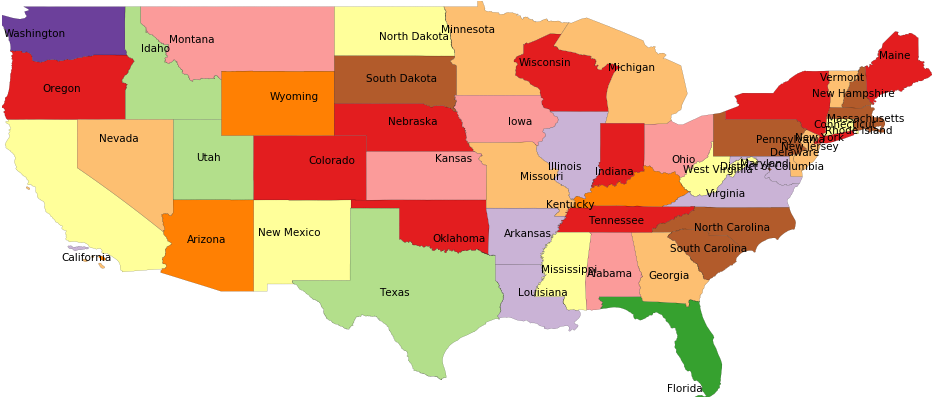 Washington
Idaho
Montana
North Dakota
Minnesota
Wisconsin
Michigan
Maine
Vermont
New Hampshire
Oregon
Wyoming
South Dakota
Nebraska
Iowa
Massachusetts
Connecticut
Rhode Island
New York
Pennsylvania
New Jersey
Delaware
Maryland
District of Columbia
West Virginia
Virginia
Nevada
Utah
Colorado
Kansas
Missouri
Illinois
Indiana
Ohio
Kentucky
Tennessee
North Carolina
South Carolina
California
Arizona
New Mexico
Oklahoma
Arkansas
Texas
Louisiana
Mississippi
Alabama
Georgia
Florida